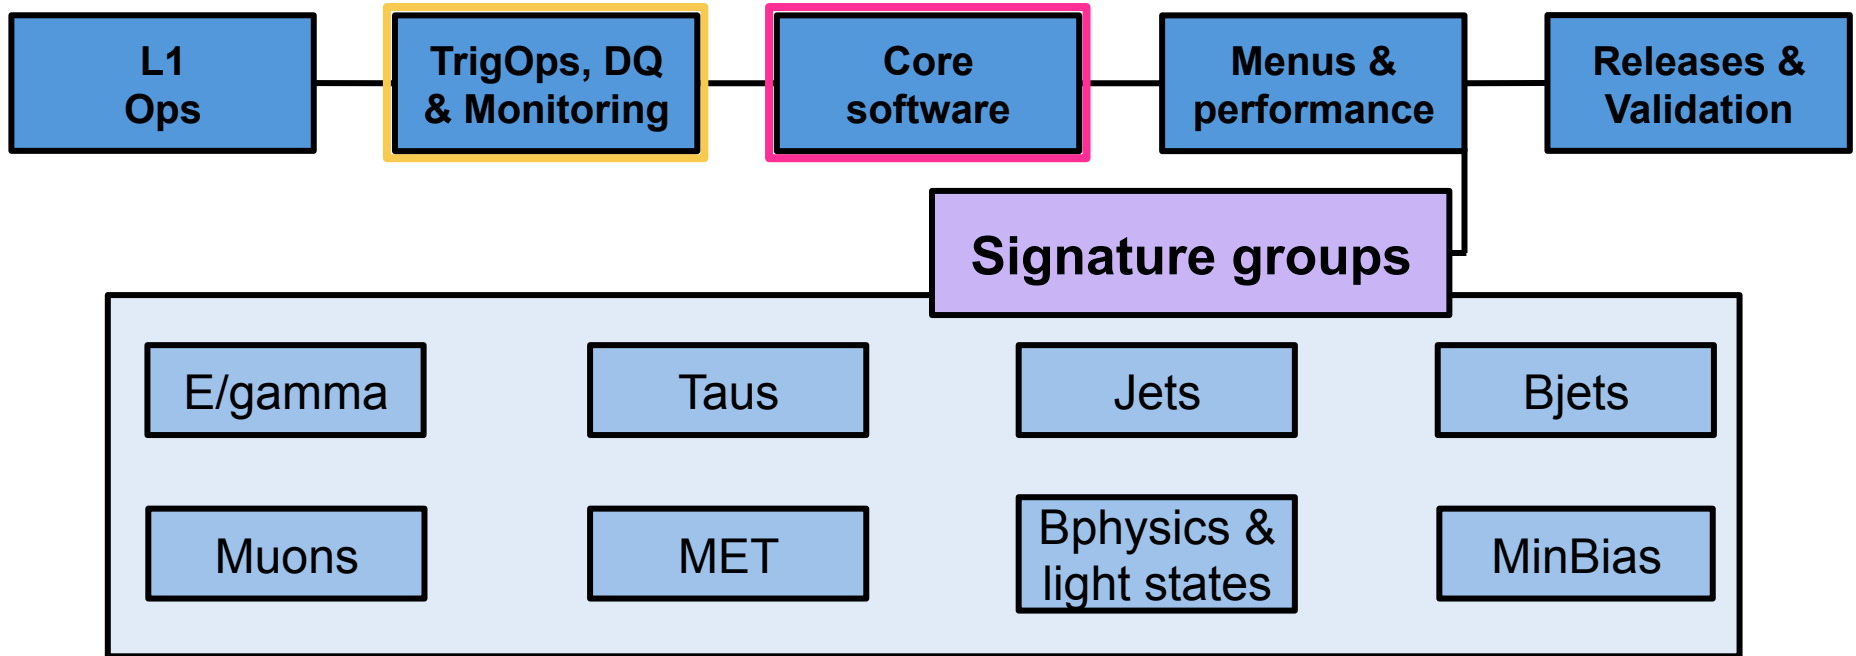 L1
Ops
TrigOps, DQ
& Monitoring
Core
software
Menus &
performance
Releases &
Validation
Signature groups
E/gamma
Taus
Jets
Bjets
Muons
MET
Bphysics &
light states
MinBias